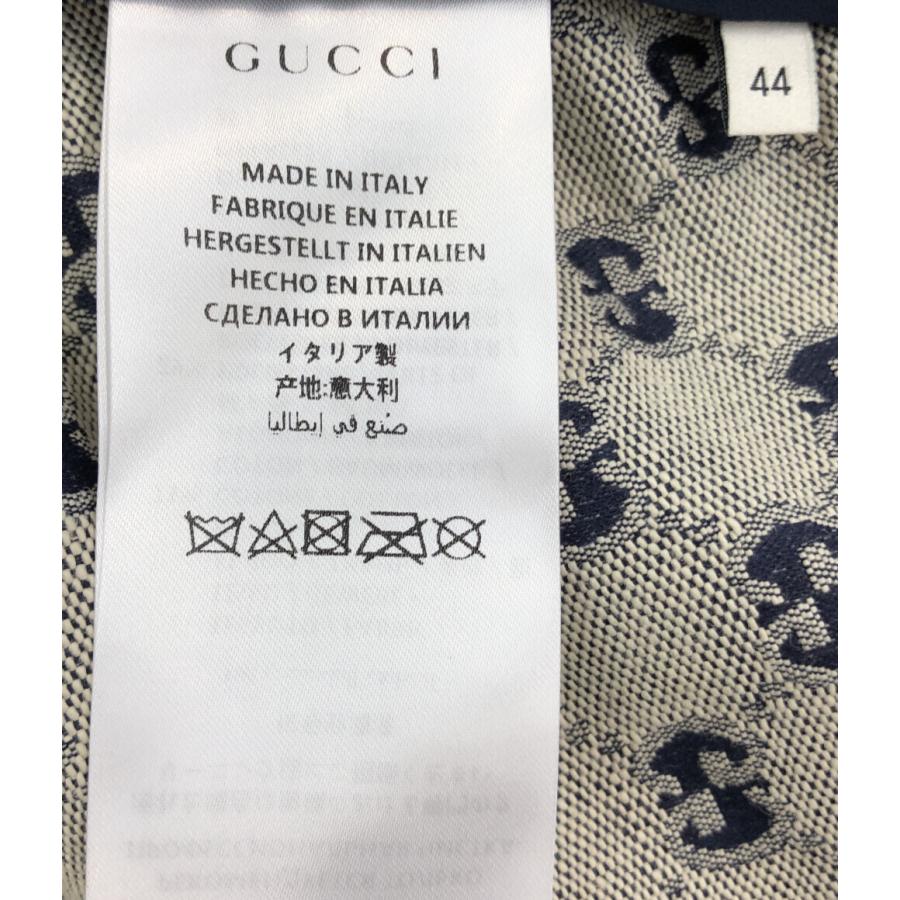 GUCCI
44
MADE IN ITALY
FABRIQUE EN ITALIE
HERGESTELLT IN ITALIEN
HECHO EN ITALIA
СДЕЛАНО В ИТАЛИИ
イタリア製
产地:意大利
صُنع في إيطاليا